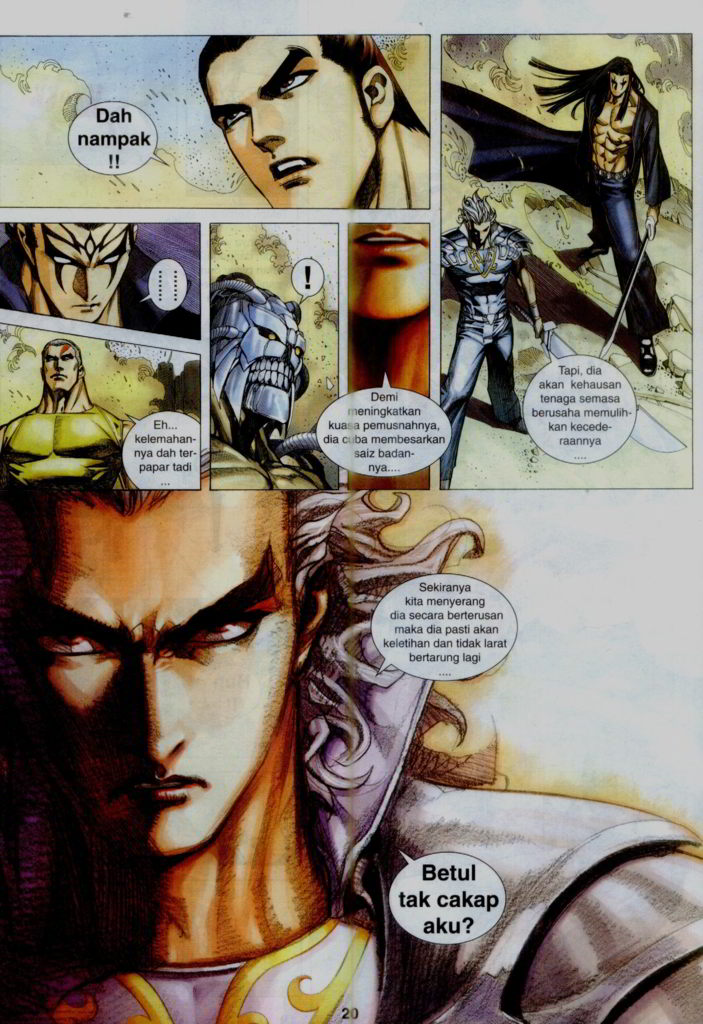 Dah
nampak
!!
......
!
Eh...
kelemahan-
nya dah ter-
papar tadi
...
Demi
meningkatkan
kuasa pemusnahnya,
dia cuba membesarkan
saiz badan-
nya....
Tapi, dia
akan kehausan
tenaga semasa
berusaha memulih-
kan kecede-
raannya
....
Sekiranya
kita menyerang
dia secara berterusan
maka dia pasti akan
keletihan dan tidak larat
bertarung lagi
....
Betul
tak cakap
aku?
20